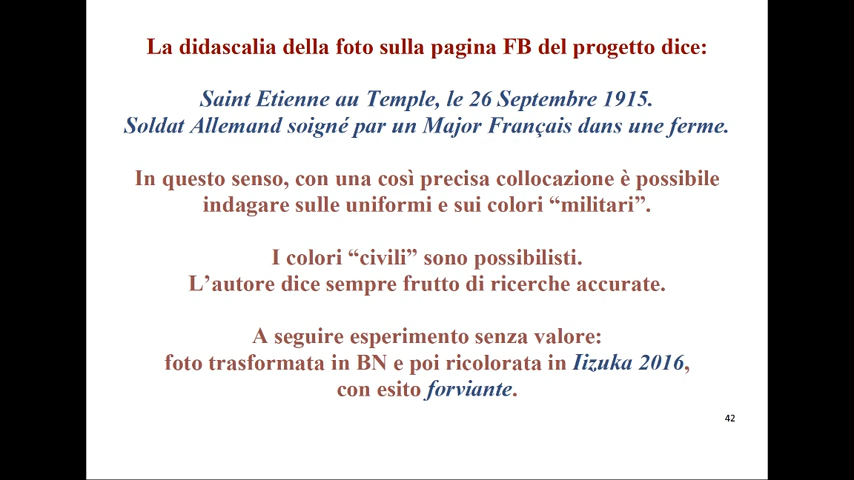 La didascalia della foto sulla pagina FB del progetto dice:
Saint Etienne au Temple, le 26 Septembre 1915.
Soldat Allemand soigné par un Major Français dans une ferme.
In questo senso, con una così precisa collocazione è possibile
indagare sulle uniformi e sui colori “militari”.
I colori “civili” sono possibilisti.
L’autore dice sempre frutto di ricerche accurate.
A seguire esperimento senza valore:
foto trasformata in BN e poi ricolorata in Iizuka 2016,
con esito forviante.
42